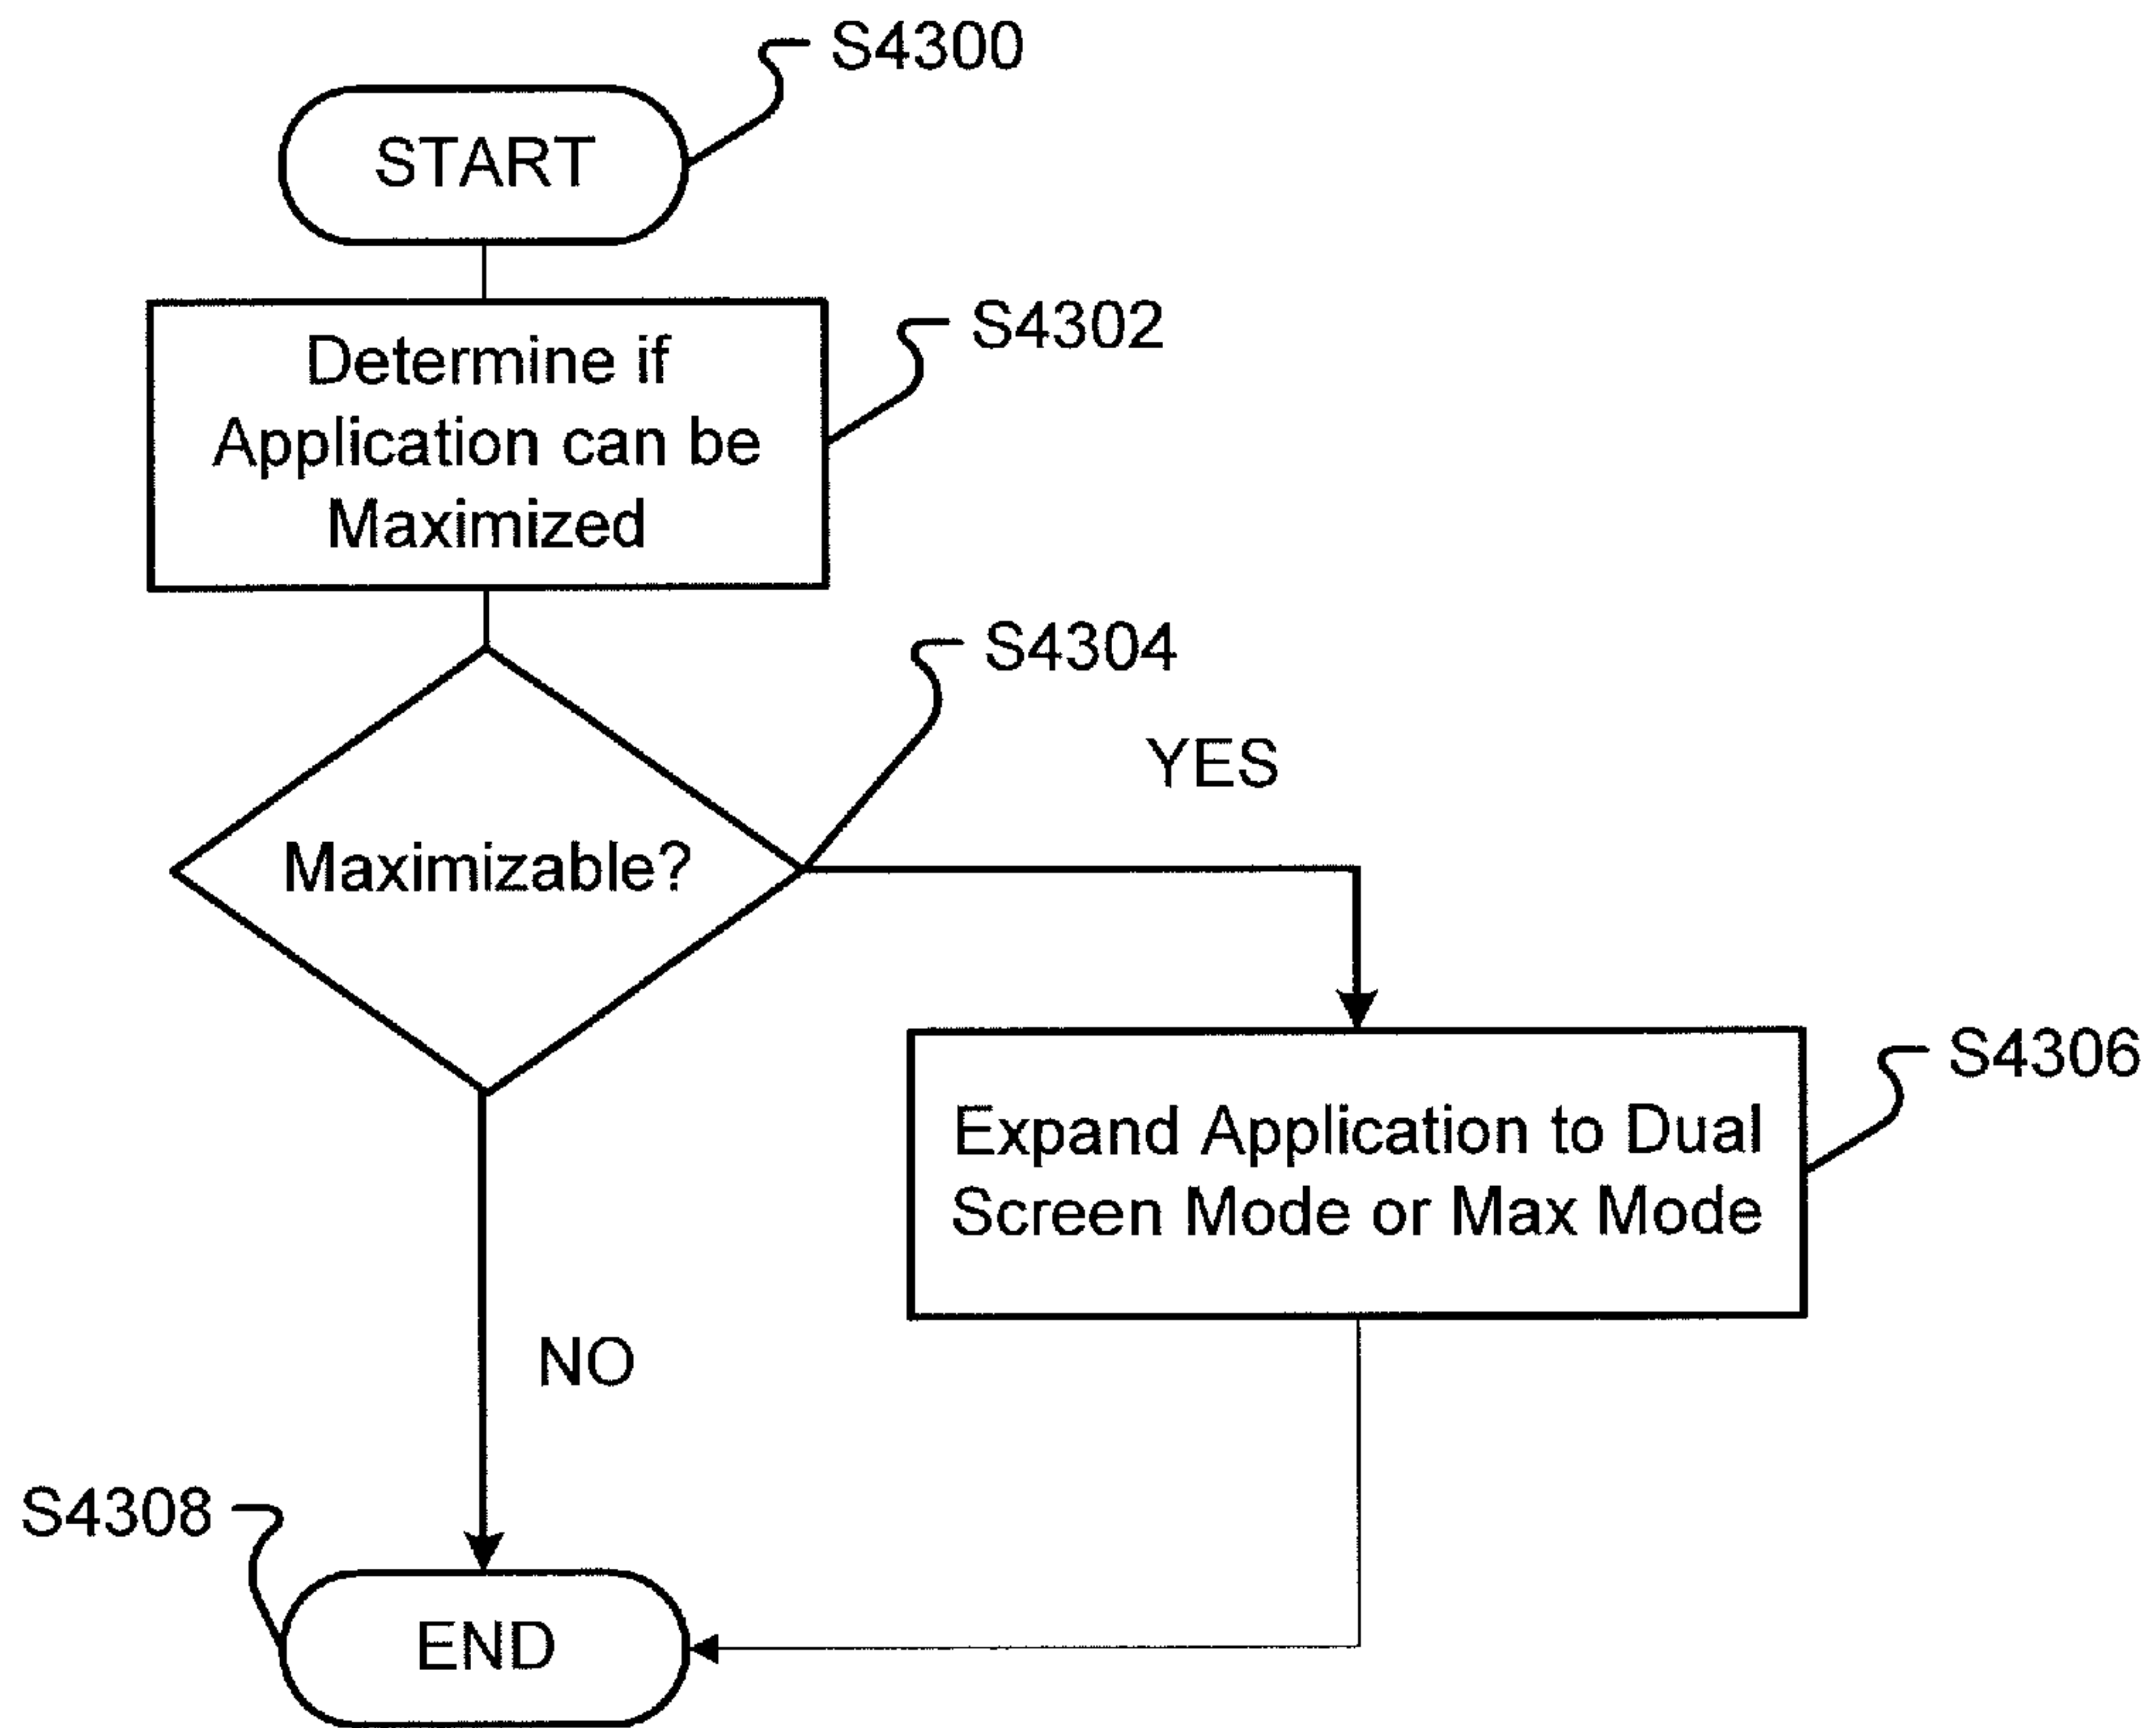 S4300
START
S4302
Determine if
Application can be
Maximized
S4304
YES
Maximizable?
S4306
Expand Application to Dual
Screen Mode or Max Mode
NO
S4308
END